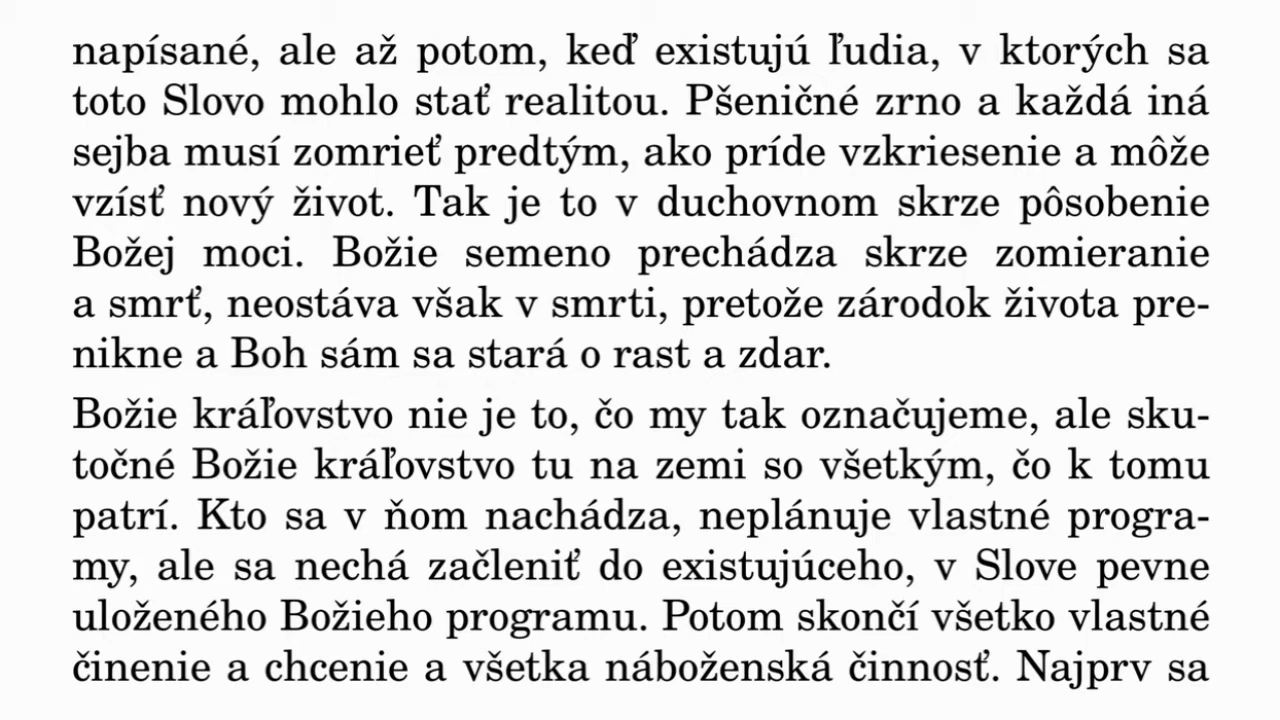 napísané, ale až potom, keď existujú ľudia, v ktorých sa
toto Slovo mohlo stať realitou. Pšeničné zrno a každá iná
sejba musí zomrieť predtým, ako príde vzkriesenie a môže
vzísť nový život. Tak je to v duchovnom skrze pôsobenie
Božej moci. Božie semeno prechádza skrze zomieranie
a smrť, neostáva však v smrti, pretože zárodok života pre-
nikne a Boh sám sa stará o rast a zdar.
Božie kráľovstvo nie je to, čo my tak označujeme, ale sku-
točné Božie kráľovstvo tu na zemi so všetkým, čo k tomu
patrí. Kto sa v ňom nachádza, neplánuje vlastné progra-
my, ale sa nechá začleniť do existujúceho, v Slove pevne
uloženého Božieho programu. Potom skončí všetko vlastné
činenie a chcenie a všetka náboženská činnosť. Najprv sa